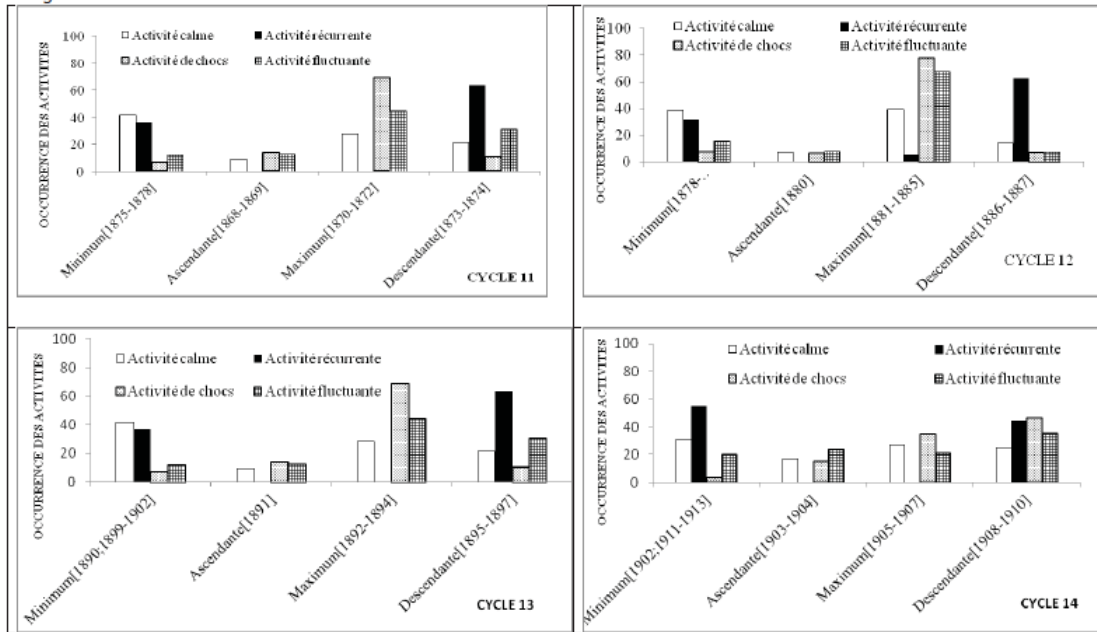 OCCURRENCE DES ACTIVITES
Activité calme Activité récurrente
Activité de chocs Activité fluctuante
100
80
60
40
20
0
Minimum[1875-1878]
Ascendante[1868-1869]
Maximum[1870-1872]
Descendante[1873-1874]
CYCLE 11
OCCURRENCE DES ACTIVITES
Activité calme Activité récurrente
Activité de chocs Activité fluctuante
100
80
60
40
20
0
Minimum[1878-...
Ascendante[1880]
Maximum[1881-1885]
Descendante[1886-1887]
CYCLE 12
OCCURRENCE DES ACTIVITES
Activité calme Activité récurrente
Activité de chocs Activité fluctuante
100
80
60
40
20
0
Minimum[1890;1899-1902]
Ascendante[1891]
Maximum[1892-1894]
Descendante[1895-1897]
CYCLE 13
OCCURRENCE DES ACTIVITES
Activité calme Activité récurrente
Activité de chocs Activité fluctuante
100
80
60
40
20
0
Minimum[1902;1911-1913]
Ascendante[1903-1904]
Maximum[1905-1907]
Descendante[1908-1910]
CYCLE 14